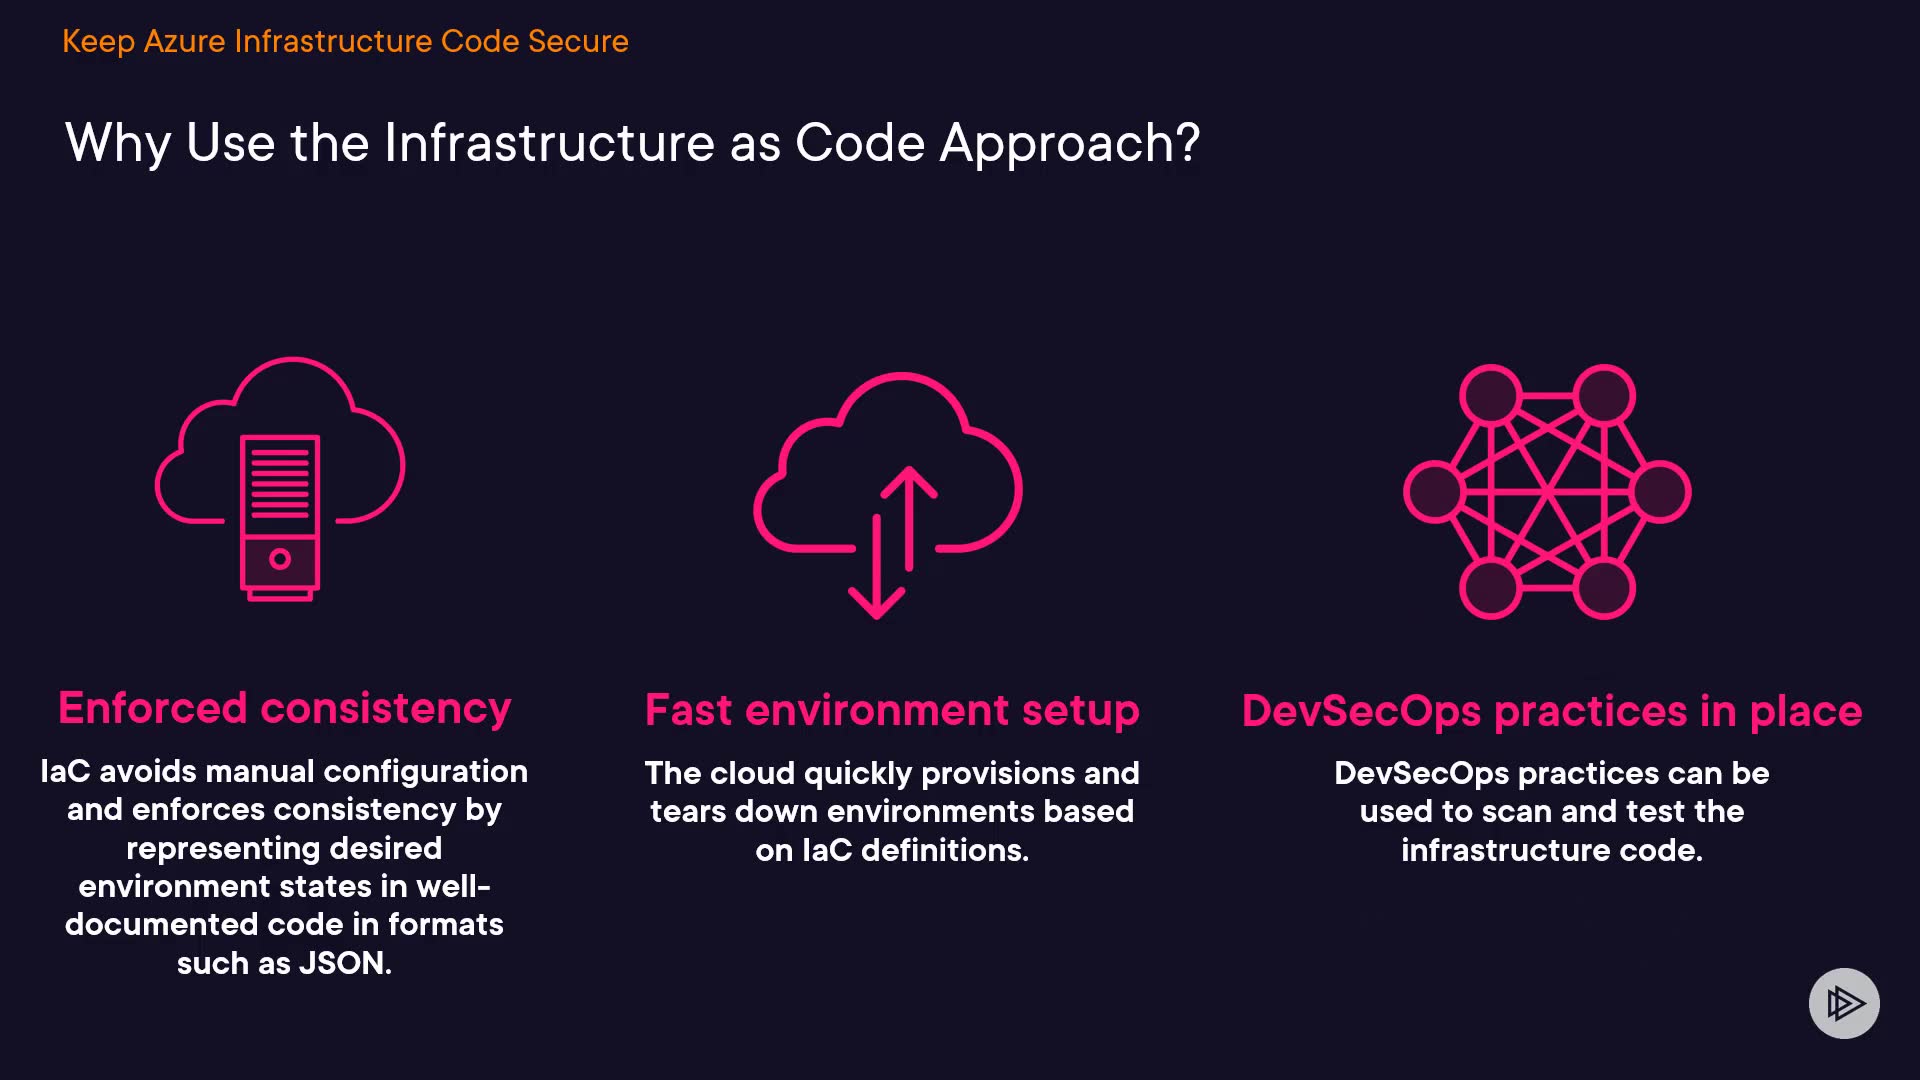 Keep Azure Infrastructure Code Secure
Why Use the Infrastructure as Code Approach?
Enforced consistency
IaC avoids manual configuration
and enforces consistency by
representing desired
environment states in well-
documented code in formats
such as JSON.
Fast environment setup
The cloud quickly provisions and
tears down environments based
on IaC definitions.
DevSecOps practices in place
DevSecOps practices can be
used to scan and test the
infrastructure code.